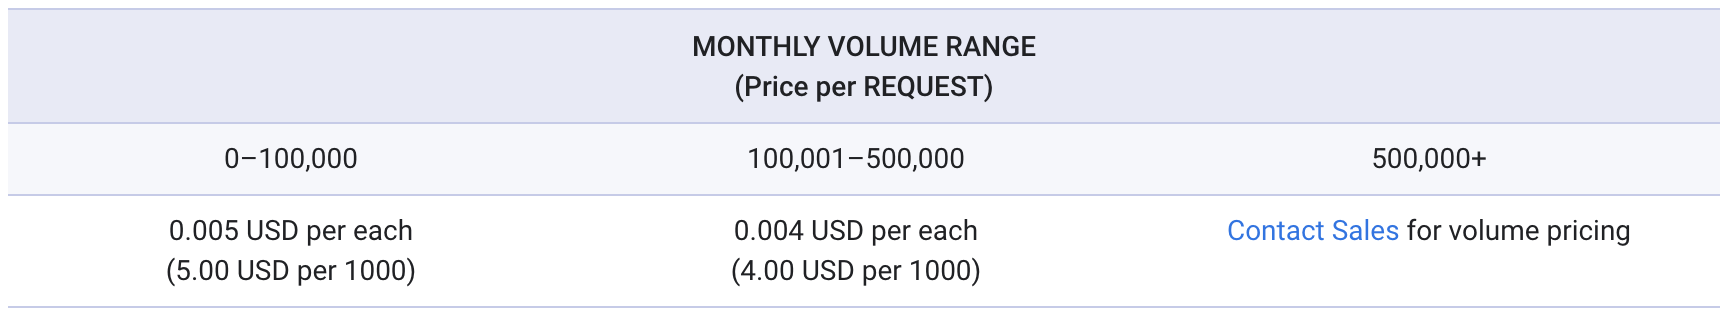 MONTHLY VOLUME RANGE
(Price per REQUEST)
0–100,000
100,001–500,000
500,000+
0.005 USD per each
(5.00 USD per 1000)
0.004 USD per each
(4.00 USD per 1000)
Contact Sales for volume pricing